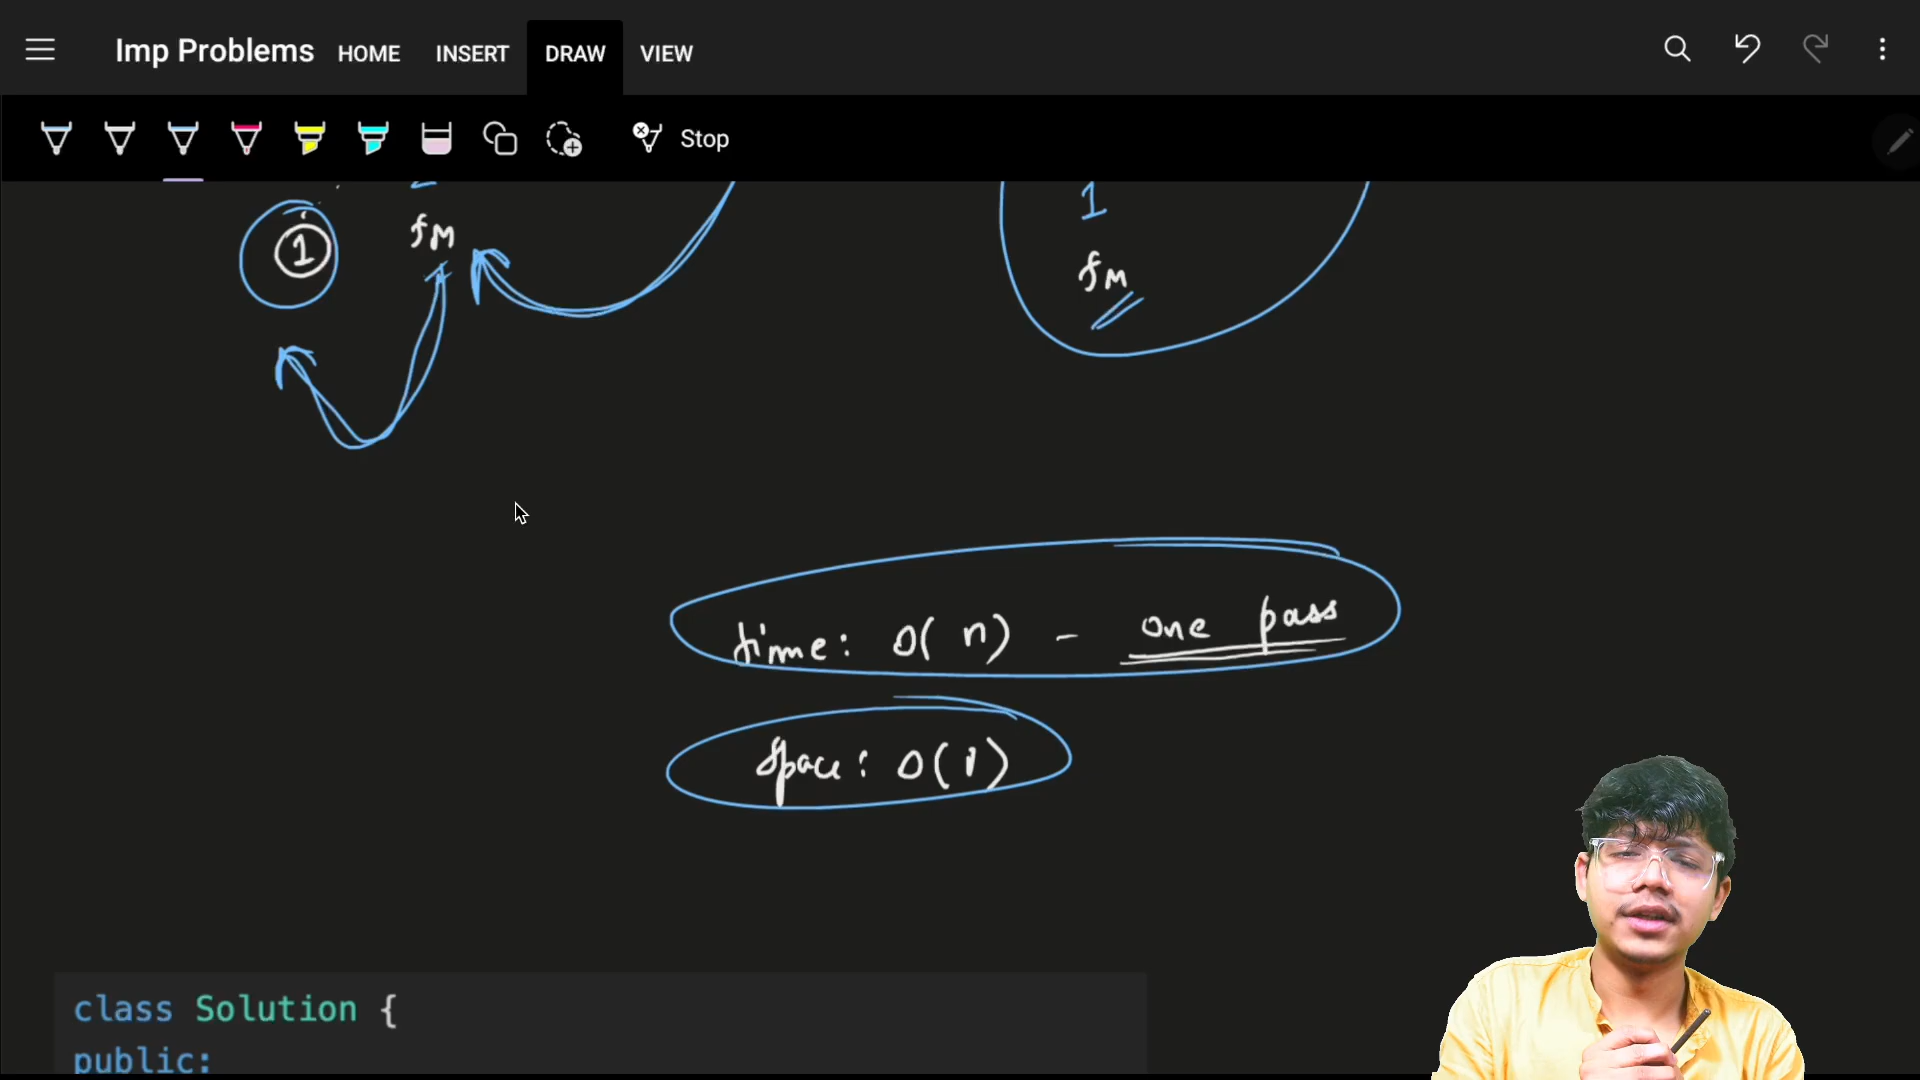 Imp Problems HOME INSERT DRAW VIEW
Stop
1
fM
1
fM
time: O(n) - one pass
space: O(1)
class Solution {
public: